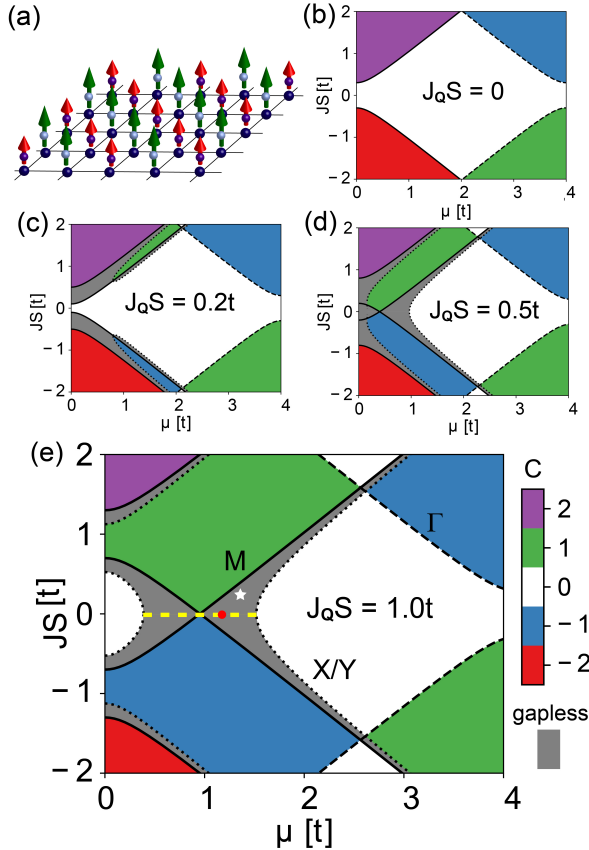 (a)
(b)
2
1
JS [t]
0
J_QS = 0
−1
−2
0 1 2 3 4
μ [t]
(c)
2
1
JS [t]
0
J_QS = 0.2t
−1
−2
0 1 2 3 4
μ [t]
(d)
2
1
0
J_QS = 0.5t
−1
−2
0 1 2 3 4
μ [t]
(e)
2
1
JS [t]
0
−1
−2
M
Γ
J_QS = 1.0t
X/Y
0 1 2 3 4
μ [t]
C
2
1
0
−1
−2
gapless